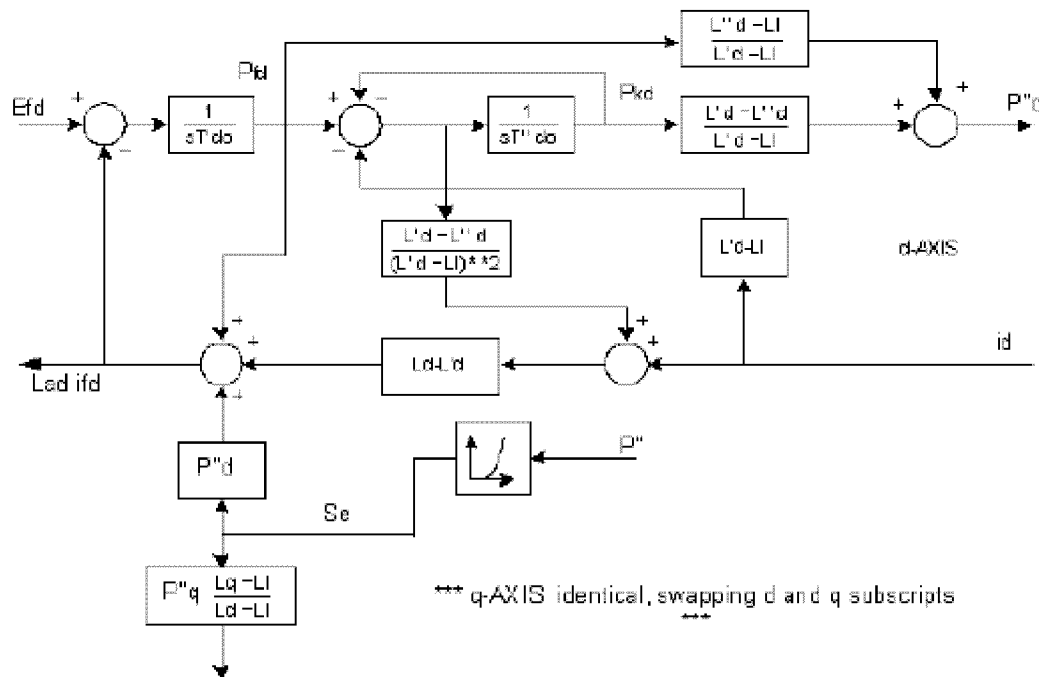 L"d-Ll
L'd-Ll
Pfd
Pkd
Efd
+
-
1
sT'do
+
-
-
1
sT"do
L'd-L"d
L'd-Ll
+
+
P"d
L'd-L"d
(L'd-Ll)**2
L'd-Ll
d-AXIS
+
+
+
+
+
id
Lad ifd
Ld-L'd
P"d
P"
Se
P"q Lq-Ll
Ld-Ll
*** q-AXIS identical, swapping d and q subscripts
***